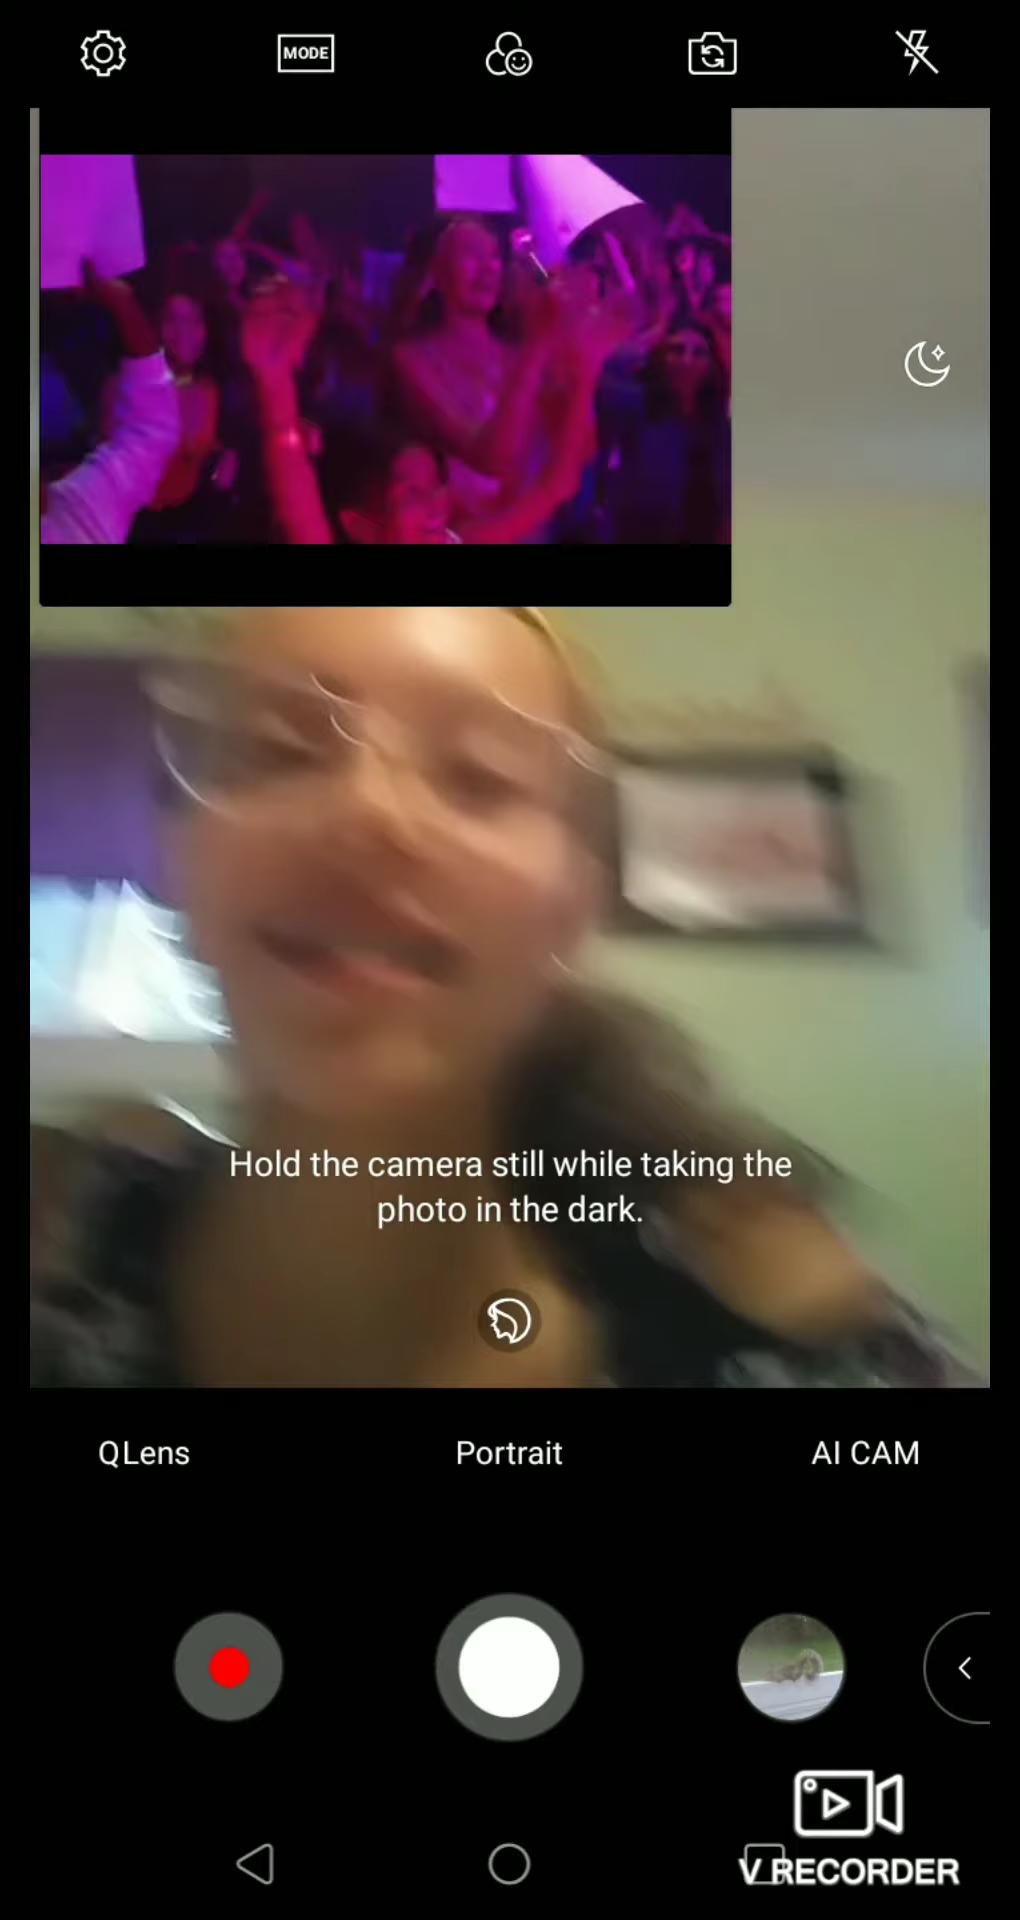 MODE
Hold the camera still while taking the
photo in the dark.
QLens
Portrait
AI CAM
V RECORDER